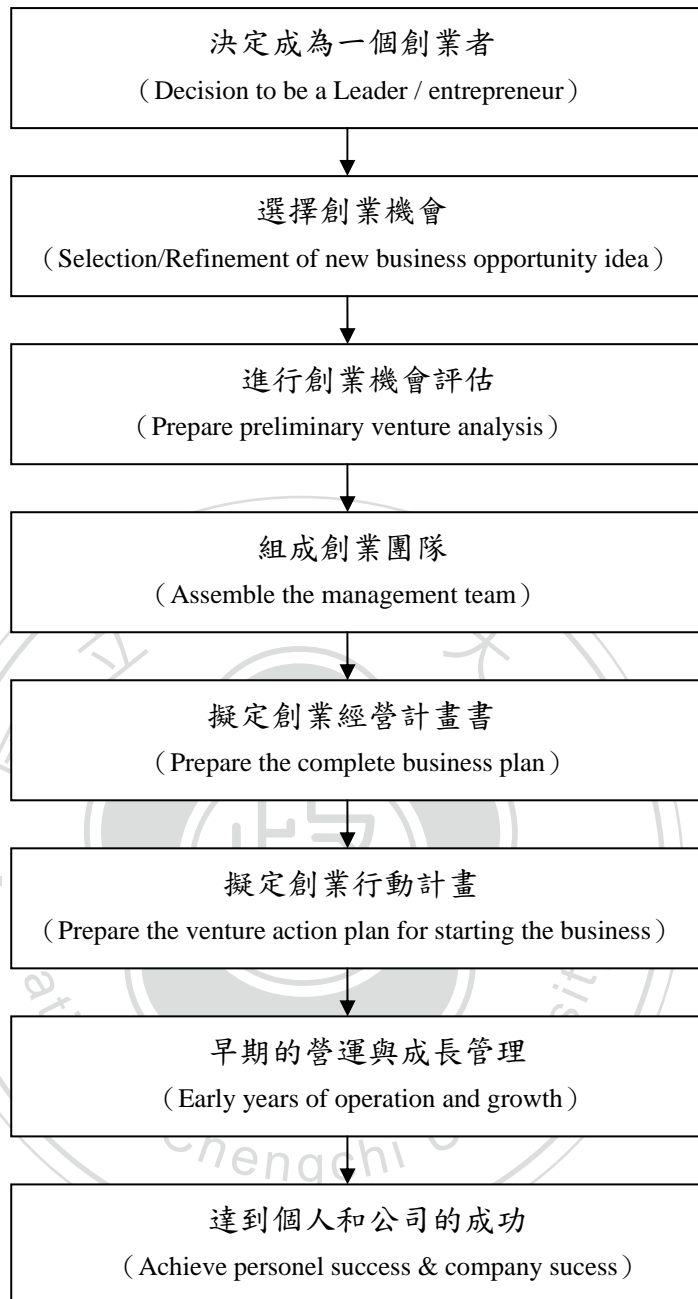 決定成為一個創業者
（Decision to be a Leader / entrepreneur）
選擇創業機會
（Selection/Refinement of new business opportunity idea）
進行創業機會評估
（Prepare preliminary venture analysis）
組成創業團隊
（Assemble the management team）
擬定創業經營計畫書
（Prepare the complete business plan）
擬定創業行動計畫
（Prepare the venture action plan for starting the business）
早期的營運與成長管理
（Early years of operation and growth）
Chengchi
達到個人和公司的成功
（Achieve personel success & company sucess）